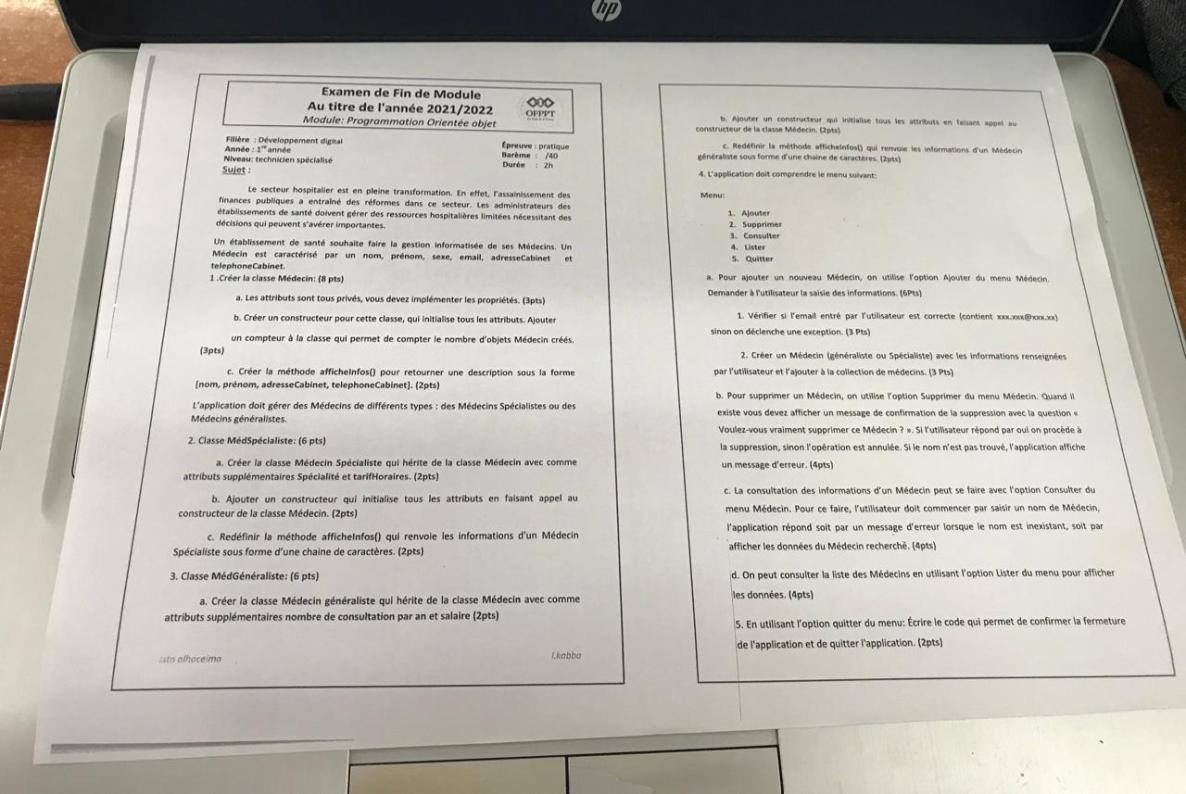 hp
Examen de Fin de Module
Au titre de l'année 2021/2022
Module: Programmation Orientée objet
OFPPT
Filière : Développement digital
Année : 1ère année
Niveau: technicien spécialisé
Sujet :
Épreuve : pratique
Barème : /40
Durée : 2h
Le secteur hospitalier est en pleine transformation. En effet, l'assainissement des
finances publiques a entraîné des réformes dans ce secteur. Les administrateurs des
établissements de santé doivent gérer des ressources hospitalières limitées nécessitant des
décisions qui peuvent s'avérer importantes.
Un établissement de santé souhaite faire la gestion informatisée de ses Médecins. Un
Médecin est caractérisé par un nom, prénom, sexe, email, adresseCabinet et
telephoneCabinet.
1 .Créer la classe Médecin: (8 pts)
a. Les attributs sont tous privés, vous devez implémenter les propriétés. (3pts)
b. Créer un constructeur pour cette classe, qui initialise tous les attributs. Ajouter
un compteur à la classe qui permet de compter le nombre d'objets Médecin créés.
(3pts)
c. Créer la méthode afficheInfos() pour retourner une description sous la forme
[nom, prénom, adresseCabinet, telephoneCabinet]. (2pts)
L'application doit gérer des Médecins de différents types : des Médecins Spécialistes ou des
Médecins généralistes.
2. Classe MédSpécialiste: (6 pts)
a. Créer la classe Médecin Spécialiste qui hérite de la classe Médecin avec comme
attributs supplémentaires Spécialité et tarifHoraires. (2pts)
b. Ajouter un constructeur qui initialise tous les attributs en faisant appel au
constructeur de la classe Médecin. (2pts)
c. Redéfinir la méthode afficheInfos() qui renvoie les informations d'un Médecin
Spécialiste sous forme d'une chaine de caractères. (2pts)
3. Classe MédGénéraliste: (6 pts)
a. Créer la classe Médecin généraliste qui hérite de la classe Médecin avec comme
attributs supplémentaires nombre de consultation par an et salaire (2pts)
ista alhoceima
I.kabba
b. Ajouter un constructeur qui initialise tous les attributs en faisant appel au
constructeur de la classe Médecin. (2pts)
c. Redéfinir la méthode afficheInfos() qui renvoie les informations d'un Médecin
généraliste sous forme d'une chaine de caractères. (2pts)
4. L'application doit comprendre le menu suivant:
Menu:
1. Ajouter
2. Supprimer
3. Consulter
4. Lister
5. Quitter
a. Pour ajouter un nouveau Médecin, on utilise l'option Ajouter du menu Médecin.
Demander à l'utilisateur la saisie des informations. (6Pts)
1. Vérifier si l'email entré par l'utilisateur est correcte (contient xxx.xxx@xxx.xx)
sinon on déclenche une exception. (3 Pts)
2. Créer un Médecin (généraliste ou Spécialiste) avec les informations renseignées
par l'utilisateur et l'ajouter à la collection de médecins. (3 Pts)
b. Pour supprimer un Médecin, on utilise l'option Supprimer du menu Médecin. Quand il
existe vous devez afficher un message de confirmation de la suppression avec la question «
Voulez-vous vraiment supprimer ce Médecin ? ». Si l'utilisateur répond par oui on procède à
la suppression, sinon l'opération est annulée. Si le nom n'est pas trouvé, l'application affiche
un message d'erreur. (4pts)
c. La consultation des informations d'un Médecin peut se faire avec l'option Consulter du
menu Médecin. Pour ce faire, l'utilisateur doit commencer par saisir un nom de Médecin,
l'application répond soit par un message d'erreur lorsque le nom est inexistant, soit par
afficher les données du Médecin recherché. (4pts)
d. On peut consulter la liste des Médecins en utilisant l'option Lister du menu pour afficher
les données. (4pts)
5. En utilisant l'option quitter du menu: Écrire le code qui permet de confirmer la fermeture
de l'application et de quitter l'application. (2pts)